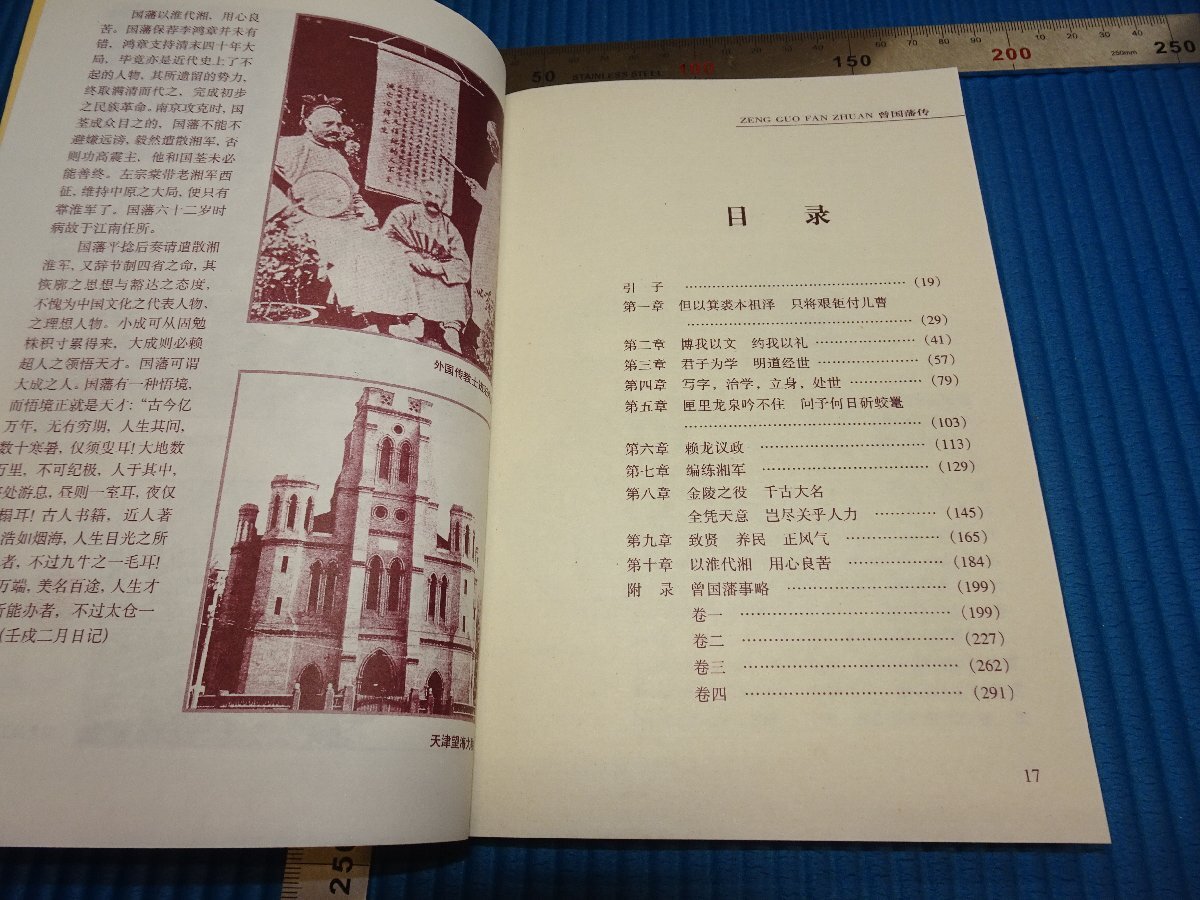 国藩以淮代湘，用心良
苦。国藩保荐李鸿章并未有
错，鸿章支持清末四十年大
局，毕竟亦是近代史上了不
起的人物，其所遗留的势力、
终取满清而代之，完成初步
之民族革命。南京攻克时，国
荃成众目之的，国藩不能不
避嫌远谤，毅然遣散湘军，否
则功高震主，他和国荃未必
能善终。左宗棠带老湘军西
征，维持中原之大局，便只有
靠淮军了。国藩六十二岁时
病故于江南任所。
国藩平捻后奏请遣散湘
淮军，又辞节制四省之命，其
恢廓之思想与豁达之态度，
不愧为中国文化之代表人物、
之理想人物。小成可从困勉
株积寸累得来，大成则必赖
超人之领悟天才。国藩可谓
大成之人。国藩有一种悟境，
而悟境正就是天才：“古今亿
万年，无有穷期，人生其间，
数十寒暑，仅须臾耳！大地数
万里，不可纪极，人于其中，
处游息，昼则一室耳，夜仅
榻耳！古人书籍，近人著
浩如烟海，人生目光之所
者，不过九牛之一毛耳！
万端，美名百途，人生才
所能办者，不过太仓一
（壬戌二月日记）
外国传教士
天津望海
ZENG GUO FAN ZHUAN 曾国藩传
目 录
引 子 ……………………………… (19)
第一章 但以箕裘本祖泽 只将艰钜付儿曹
……………………………… (29)
第二章 博我以文 约我以礼 ……………… (41)
第三章 君子为学 明道经世 ……………… (57)
第四章 写字，治学，立身，处世 ………… (79)
第五章 匣里龙泉吟不住 问予何日斫蛟鼍
……………………………… (103)
第六章 赖龙议政 ……………………… (113)
第七章 编练湘军 ……………………… (129)
第八章 金陵之役 千古大名
全凭天意 岂尽关乎人力 ………… (145)
第九章 致贤 养民 正风气 …………… (165)
第十章 以淮代湘 用心良苦 …………… (184)
附 录 曾国藩事略 …………………… (199)
卷一 ……………………………… (199)
卷二 ……………………………… (227)
卷三 ……………………………… (262)
卷四 ……………………………… (291)
17
50 STAINLESS STEEL 100 150 200 250
250mm
250